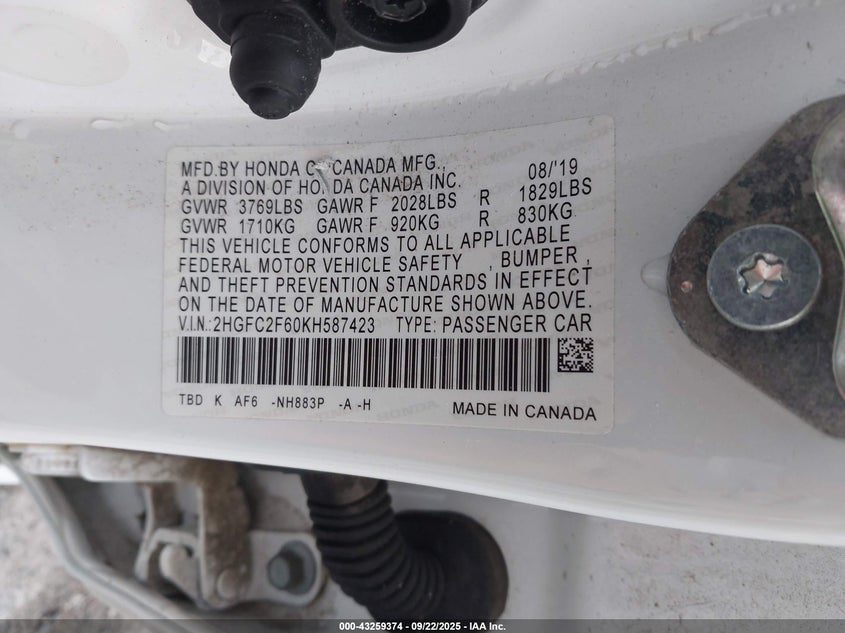 MFD.BY HONDA OF CANADA MFG., 08/'19
A DIVISION OF HONDA CANADA INC.
GVWR 3769LBS GAWR F 2028LBS R 1829LBS
GVWR 1710KG GAWR F 920KG R 830KG
THIS VEHICLE CONFORMS TO ALL APPLICABLE
FEDERAL MOTOR VEHICLE SAFETY , BUMPER ,
AND THEFT PREVENTION STANDARDS IN EFFECT
ON THE DATE OF MANUFACTURE SHOWN ABOVE.
V.I.N.:2HGFC2F60KH587423 TYPE: PASSENGER CAR
TBD K AF6 -NH883P -A -H MADE IN CANADA
000-43259374 - 09/22/2025 - IAA Inc.